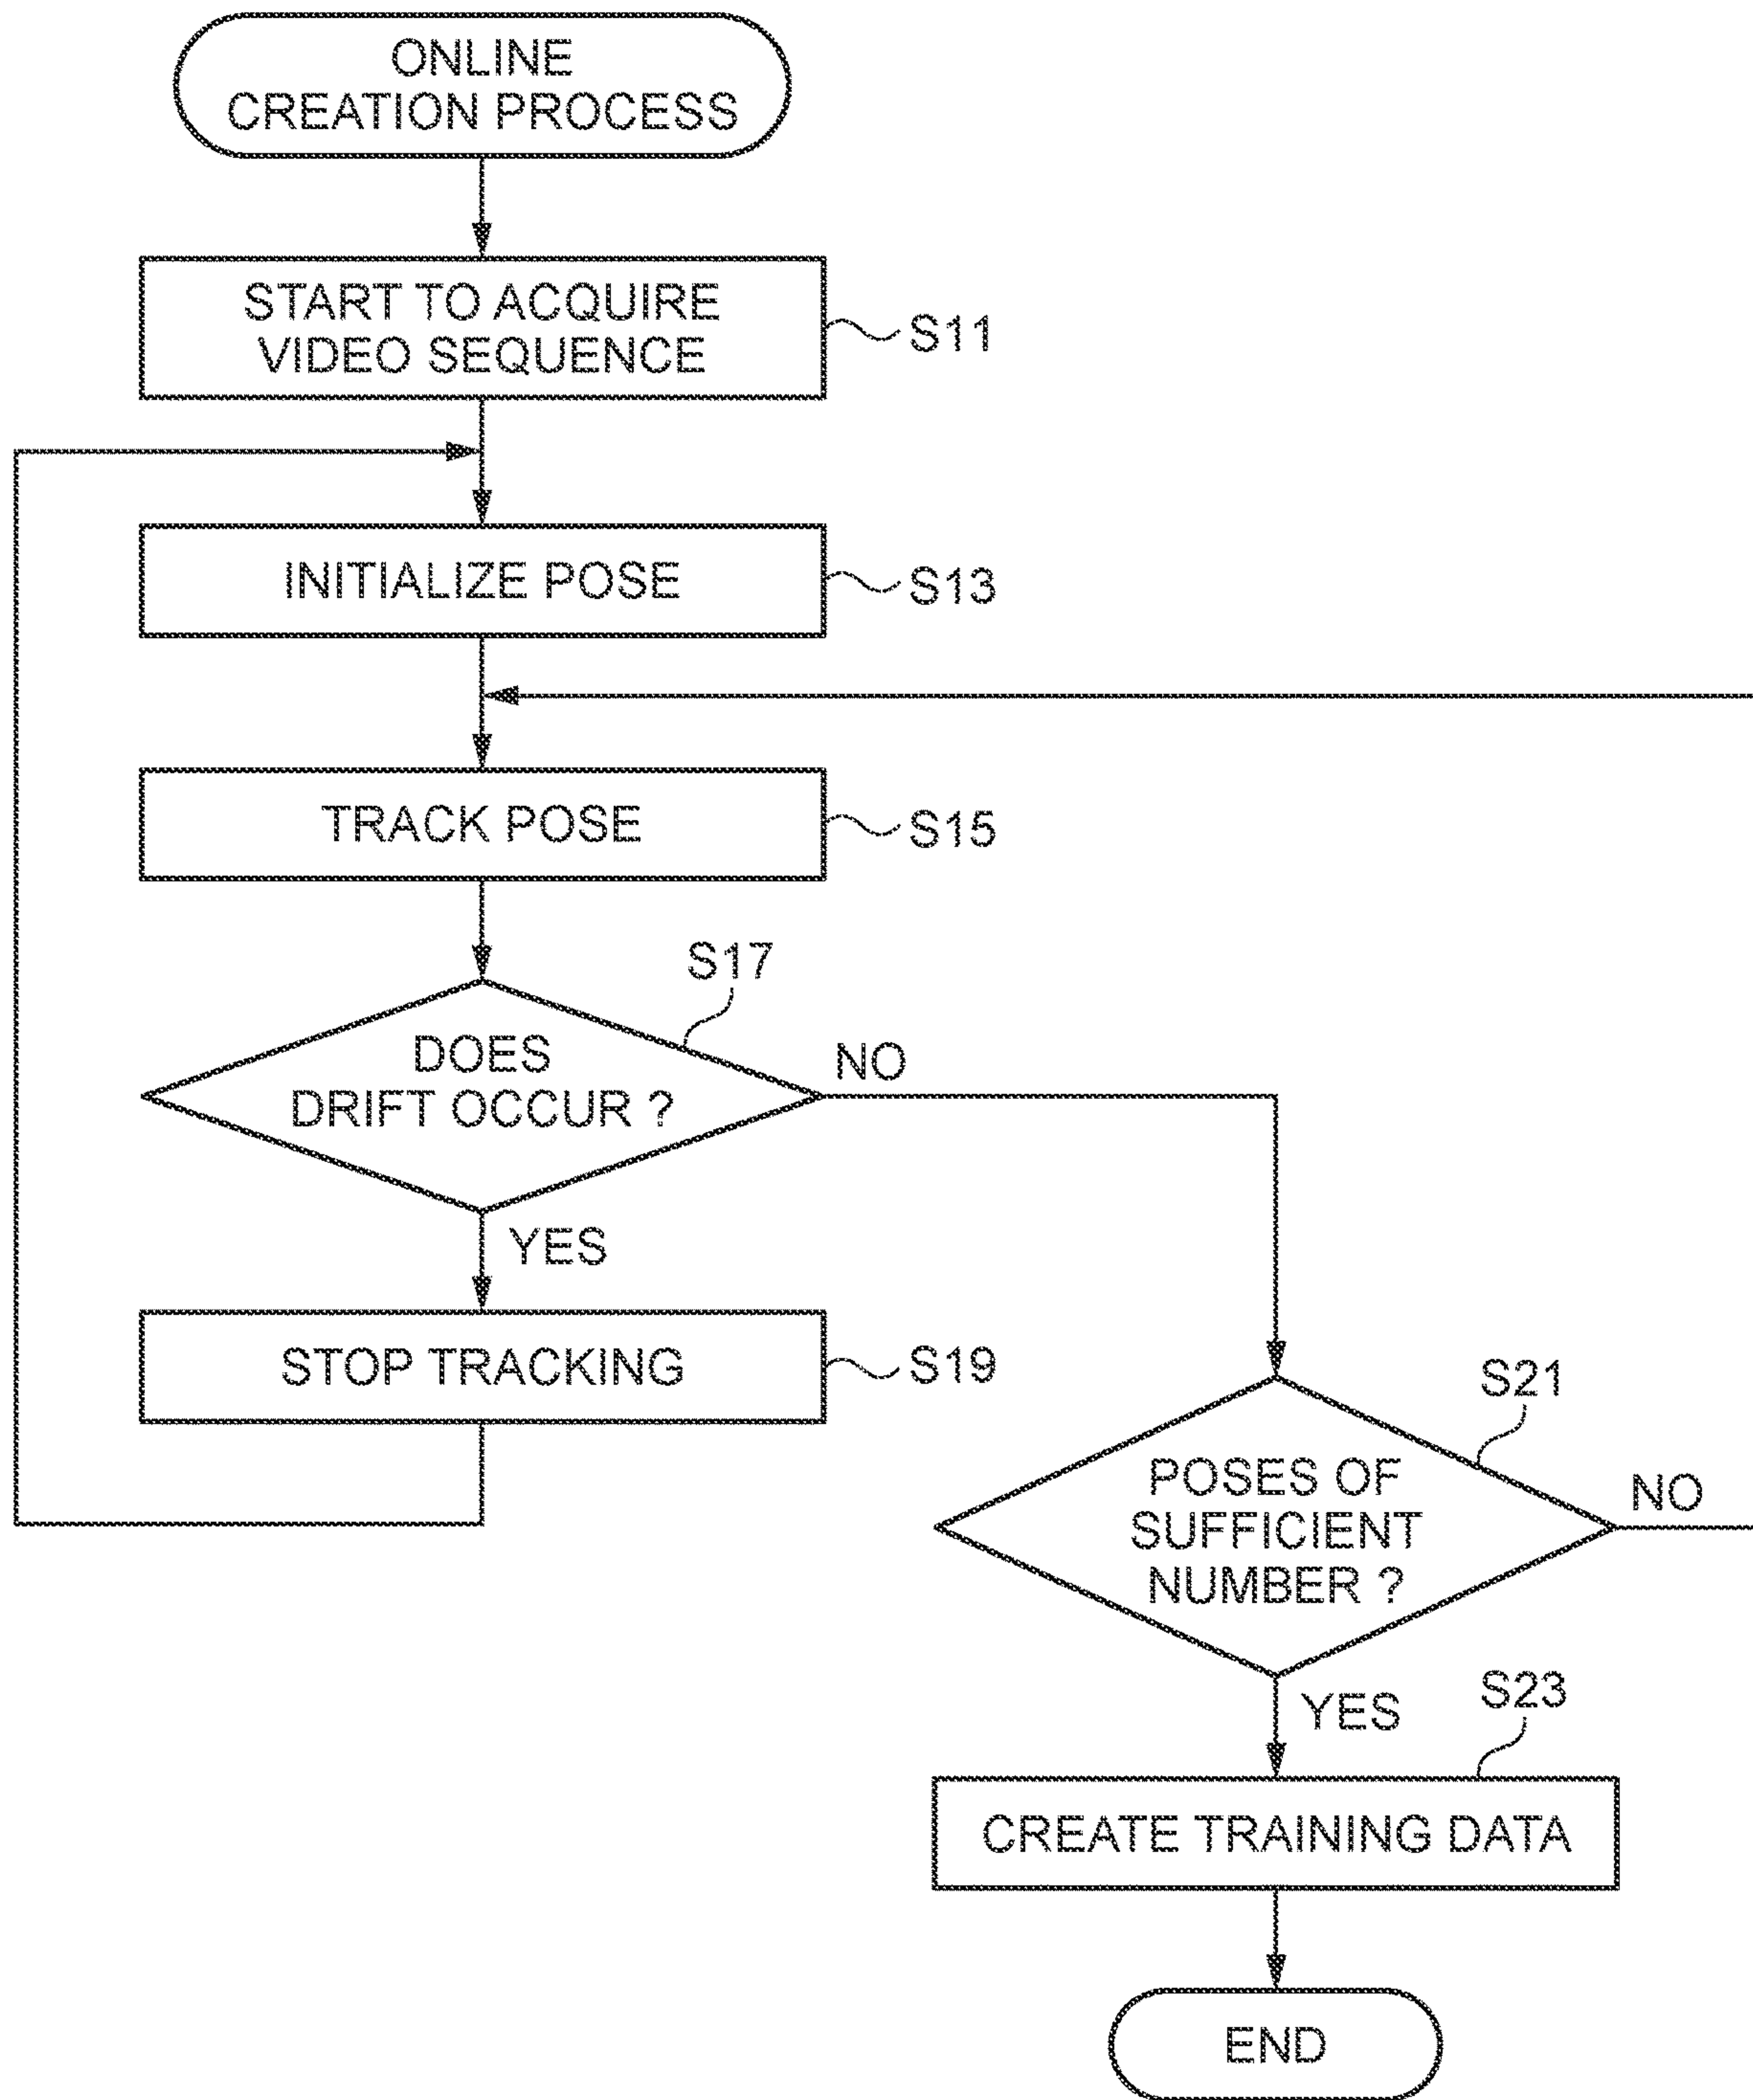 ONLINE
CREATION PROCESS
START TO ACQUIRE
VIDEO SEQUENCE
S11
INITIALIZE POSE
S13
TRACK POSE
S15
S17
DOES
DRIFT OCCUR ?
NO
YES
STOP TRACKING
S19
S21
POSES OF
SUFFICIENT
NUMBER ?
NO
YES
S23
CREATE TRAINING DATA
END